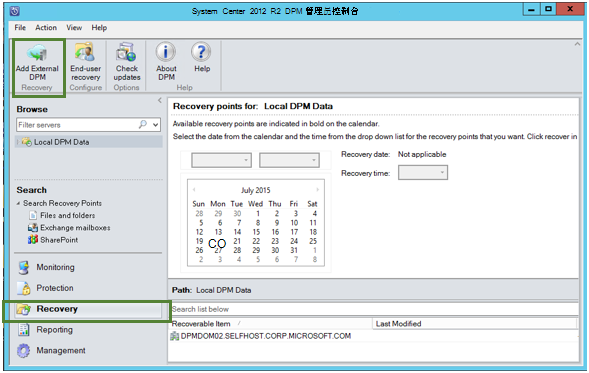 System Center 2012 R2 DPM 管理员控制台
File Action View Help
Add External DPM
End-user recovery
Check updates
About DPM
Help
Recovery Configure Options Help
Browse
Filter servers
Local DPM Data
Search
Search Recovery Points
Files and folders
Exchange mailboxes
SharePoint
Monitoring
Protection
Recovery
Reporting
Management
Recovery points for: Local DPM Data
Available recovery points are indicated in bold on the calendar.
Select the date from the calendar and the time from the drop down list for the recovery points that you want. Click recover in
Recovery date: Not applicable
Recovery time:
July 2015
Sun Mon Tue Wed Thu Fri Sat
28 29 30 1 2 3 4
5 6 7 8 9 10 11
12 13 14 15 16 17 18
19 CO 21 22 23 24 25
26 27 28 29 30 31 1
2 3 4 5 6 7 8
Path: Local DPM Data
Search list below
Recoverable Item Last Modified
DPMDOM02.SELFHOST.CORP.MICROSOFT.COM